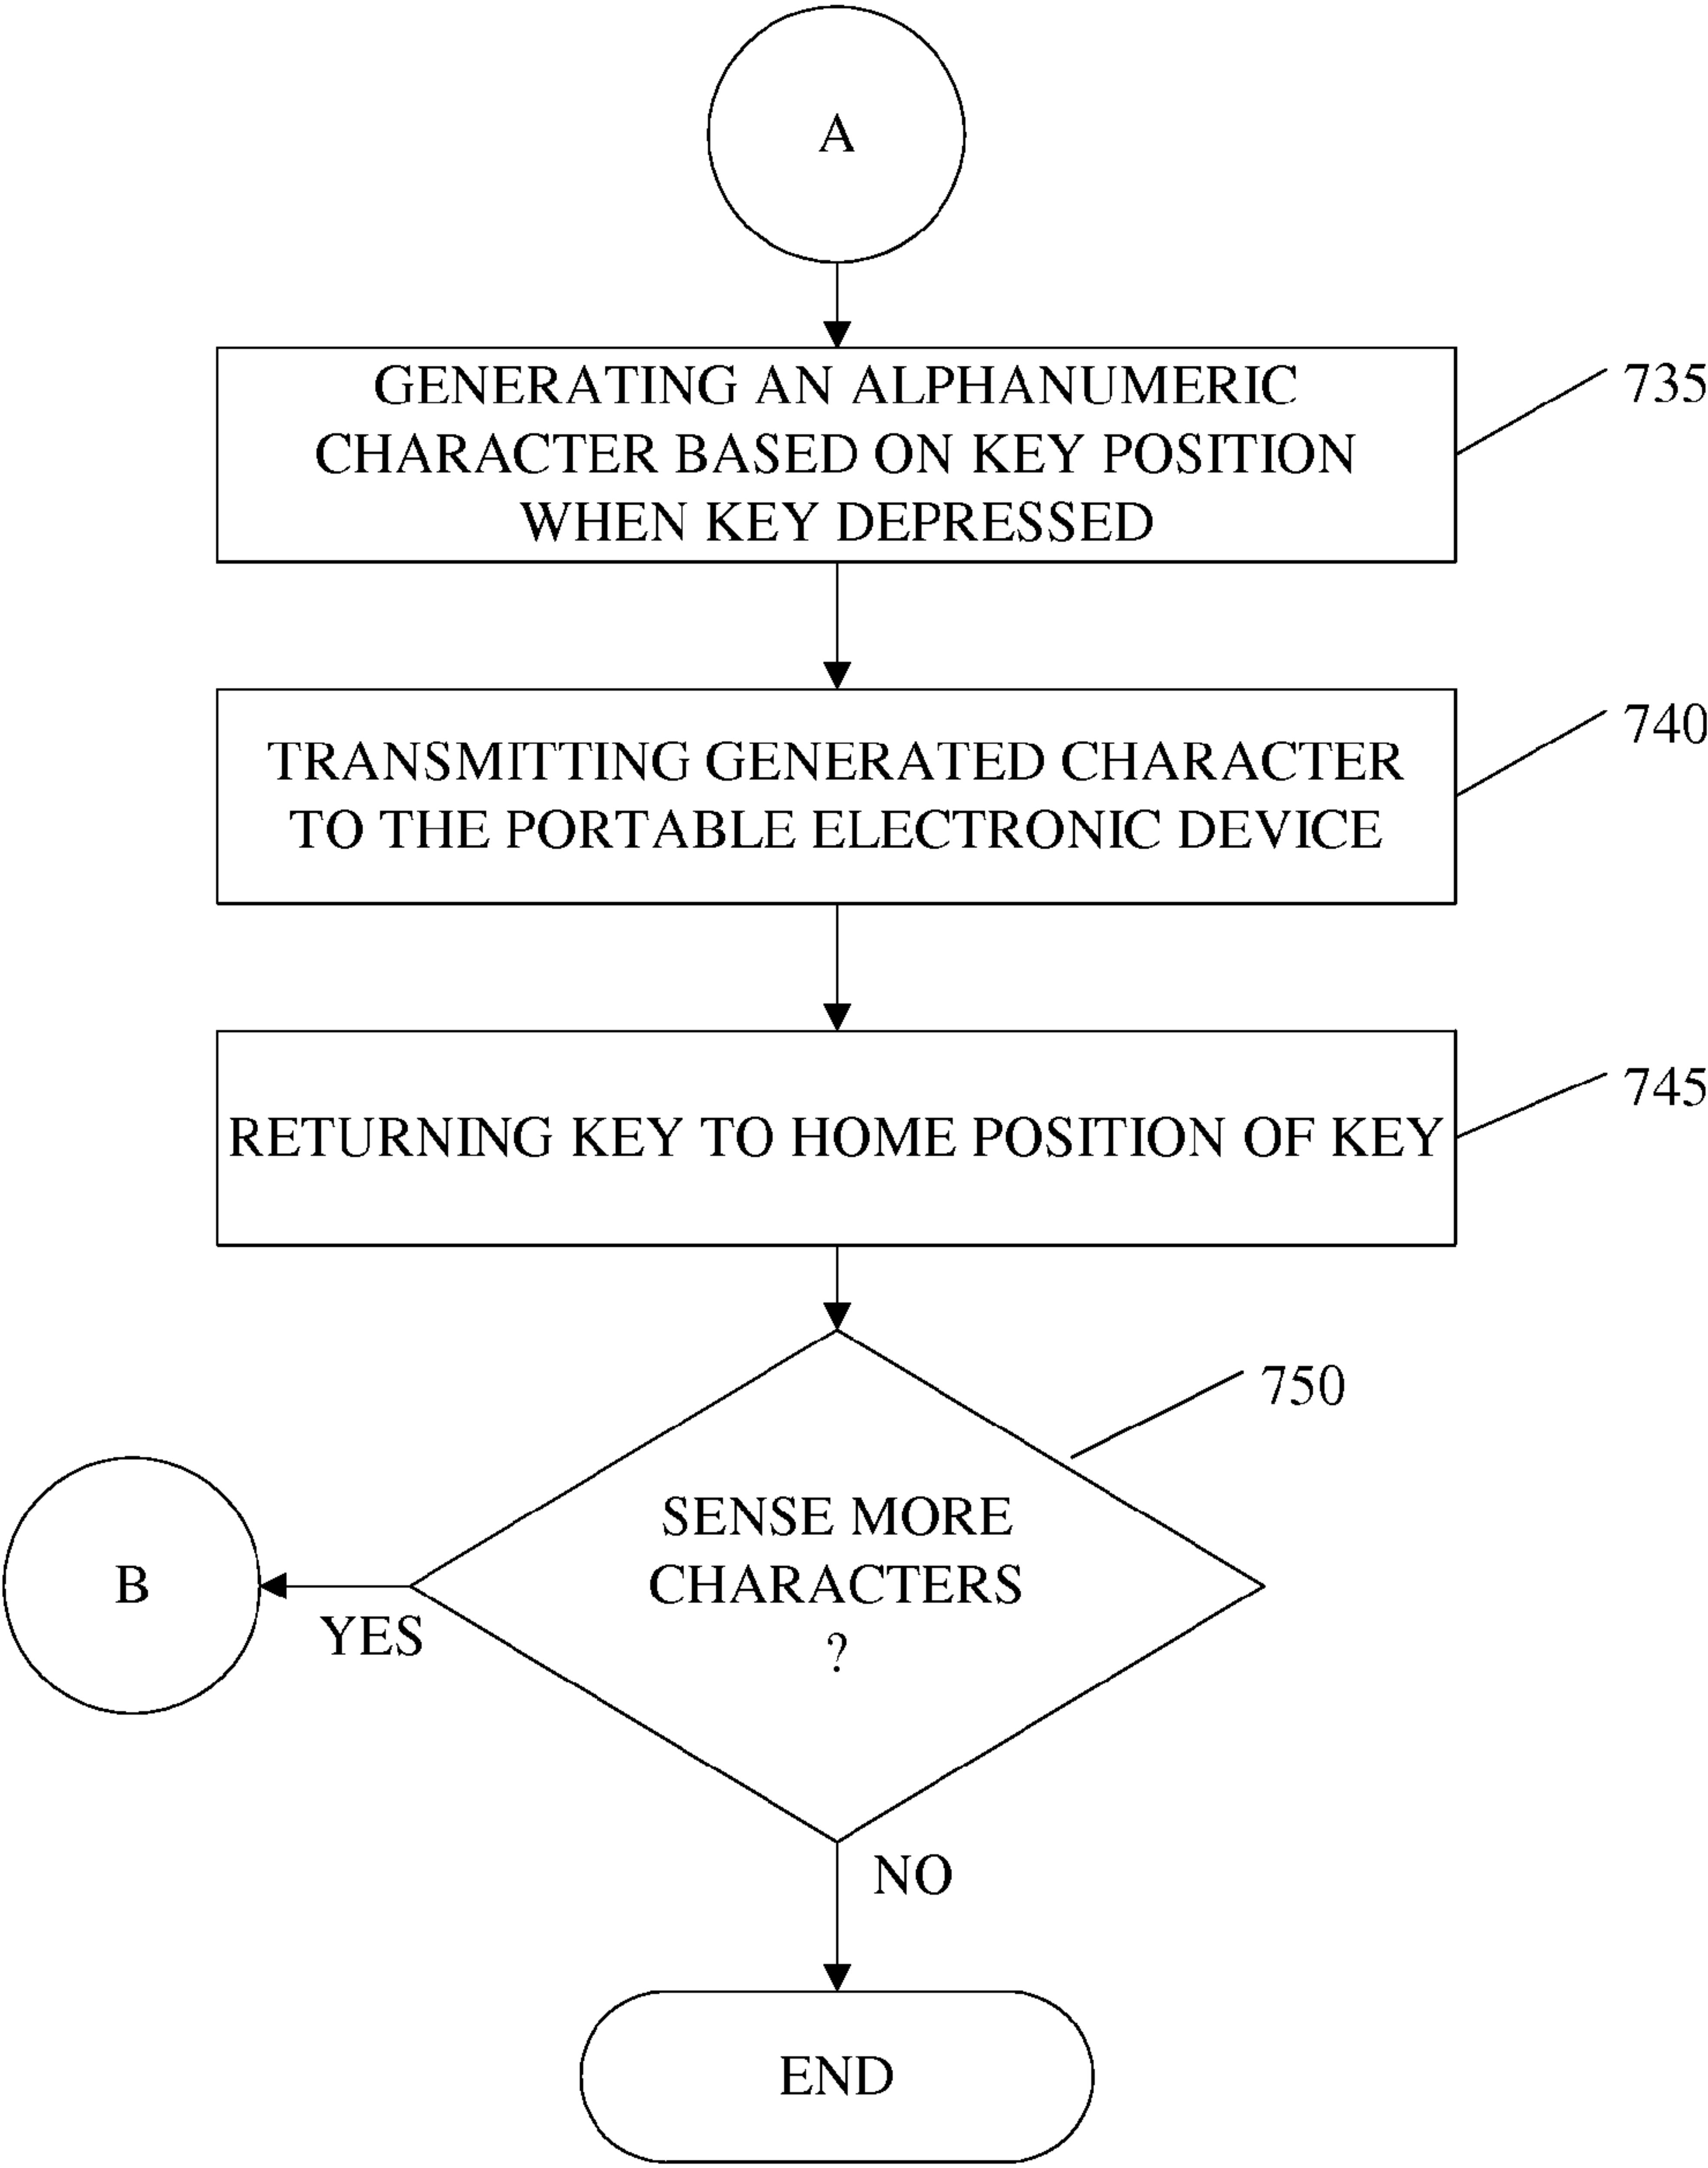 A
GENERATING AN ALPHANUMERIC
CHARACTER BASED ON KEY POSITION
WHEN KEY DEPRESSED
735
TRANSMITTING GENERATED CHARACTER
TO THE PORTABLE ELECTRONIC DEVICE
740
RETURNING KEY TO HOME POSITION OF KEY
745
750
SENSE MORE
CHARACTERS
?
B
YES
NO
END